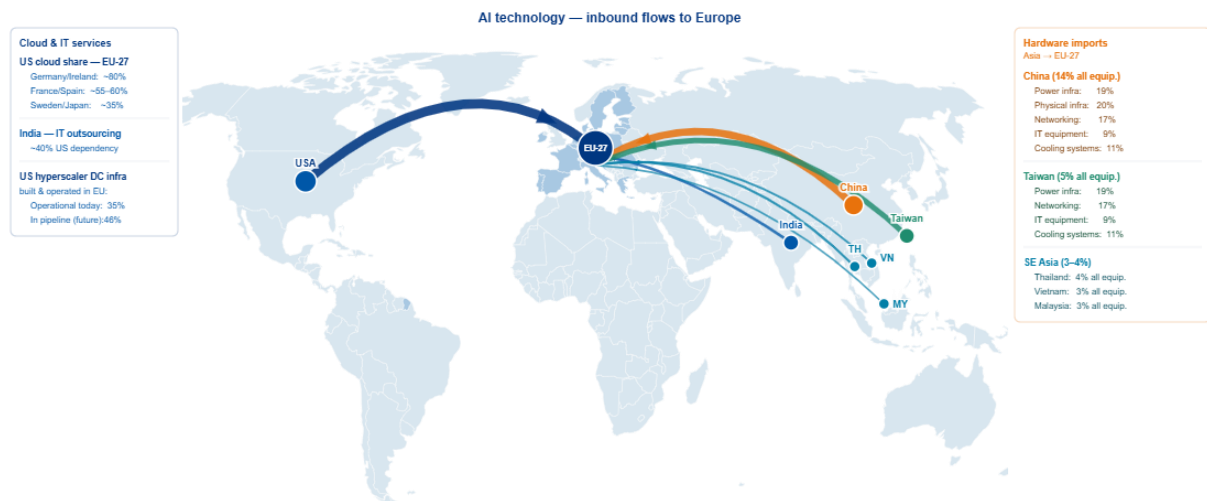 AI technology — inbound flows to Europe
Cloud & IT services
US cloud share — EU-27
Germany/Ireland: ~80%
France/Spain: ~55–60%
Sweden/Japan: ~35%
India — IT outsourcing
~40% US dependency
US hyperscaler DC infra
built & operated in EU:
Operational today: 35%
In pipeline (future):46%
USA
EU-27
China
Taiwan
India
TH
VN
MY
Hardware imports
Asia → EU-27
China (14% all equip.)
Power infra: 19%
Physical infra: 20%
Networking: 17%
IT equipment: 9%
Cooling systems: 11%
Taiwan (5% all equip.)
Power infra: 19%
Networking: 17%
IT equipment: 9%
Cooling systems: 11%
SE Asia (3–4%)
Thailand: 4% all equip.
Vietnam: 3% all equip.
Malaysia: 3% all equip.